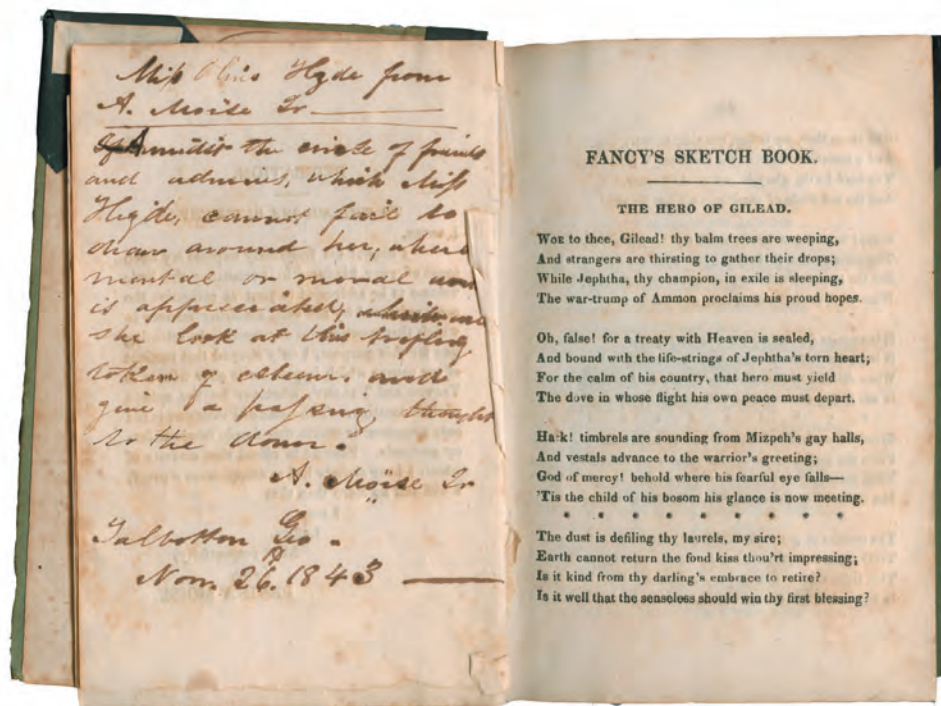 Miss Hyde from
A. Moïse Jr
Amidst the circle of friends
and admirers, which Miss
Hyde, cannot fail to
draw around her, where
mental or moral
is appreciated,
she look at this trifling
token of esteem, and
give a passing thought
to the donor.
A. Moïse Jr
Talbotton Geo.
Nov. 26. 1843
FANCY'S SKETCH BOOK.
THE HERO OF GILEAD.
WOE to thee, Gilead! thy balm trees are weeping,
And strangers are thirsting to gather their drops;
While Jephtha, thy champion, in exile is sleeping,
The war-trump of Ammon proclaims his proud hopes.
Oh, false! for a treaty with Heaven is sealed,
And bound with the life-strings of Jephtha's torn heart;
For the calm of his country, that hero must yield
The dove in whose flight his own peace must depart.
Hark! timbrels are sounding from Mizpeh's gay halls,
And vestals advance to the warrior's greeting;
God of mercy! behold where his fearful eye falls—
'Tis the child of his bosom his glance is now meeting.
* * * * * * * * * *
The dust is defiling thy laurels, my sire;
Earth cannot return the fond kiss thou'rt impressing;
Is it kind from thy darling's embrace to retire?
Is it well that the senseless should win thy first blessing?